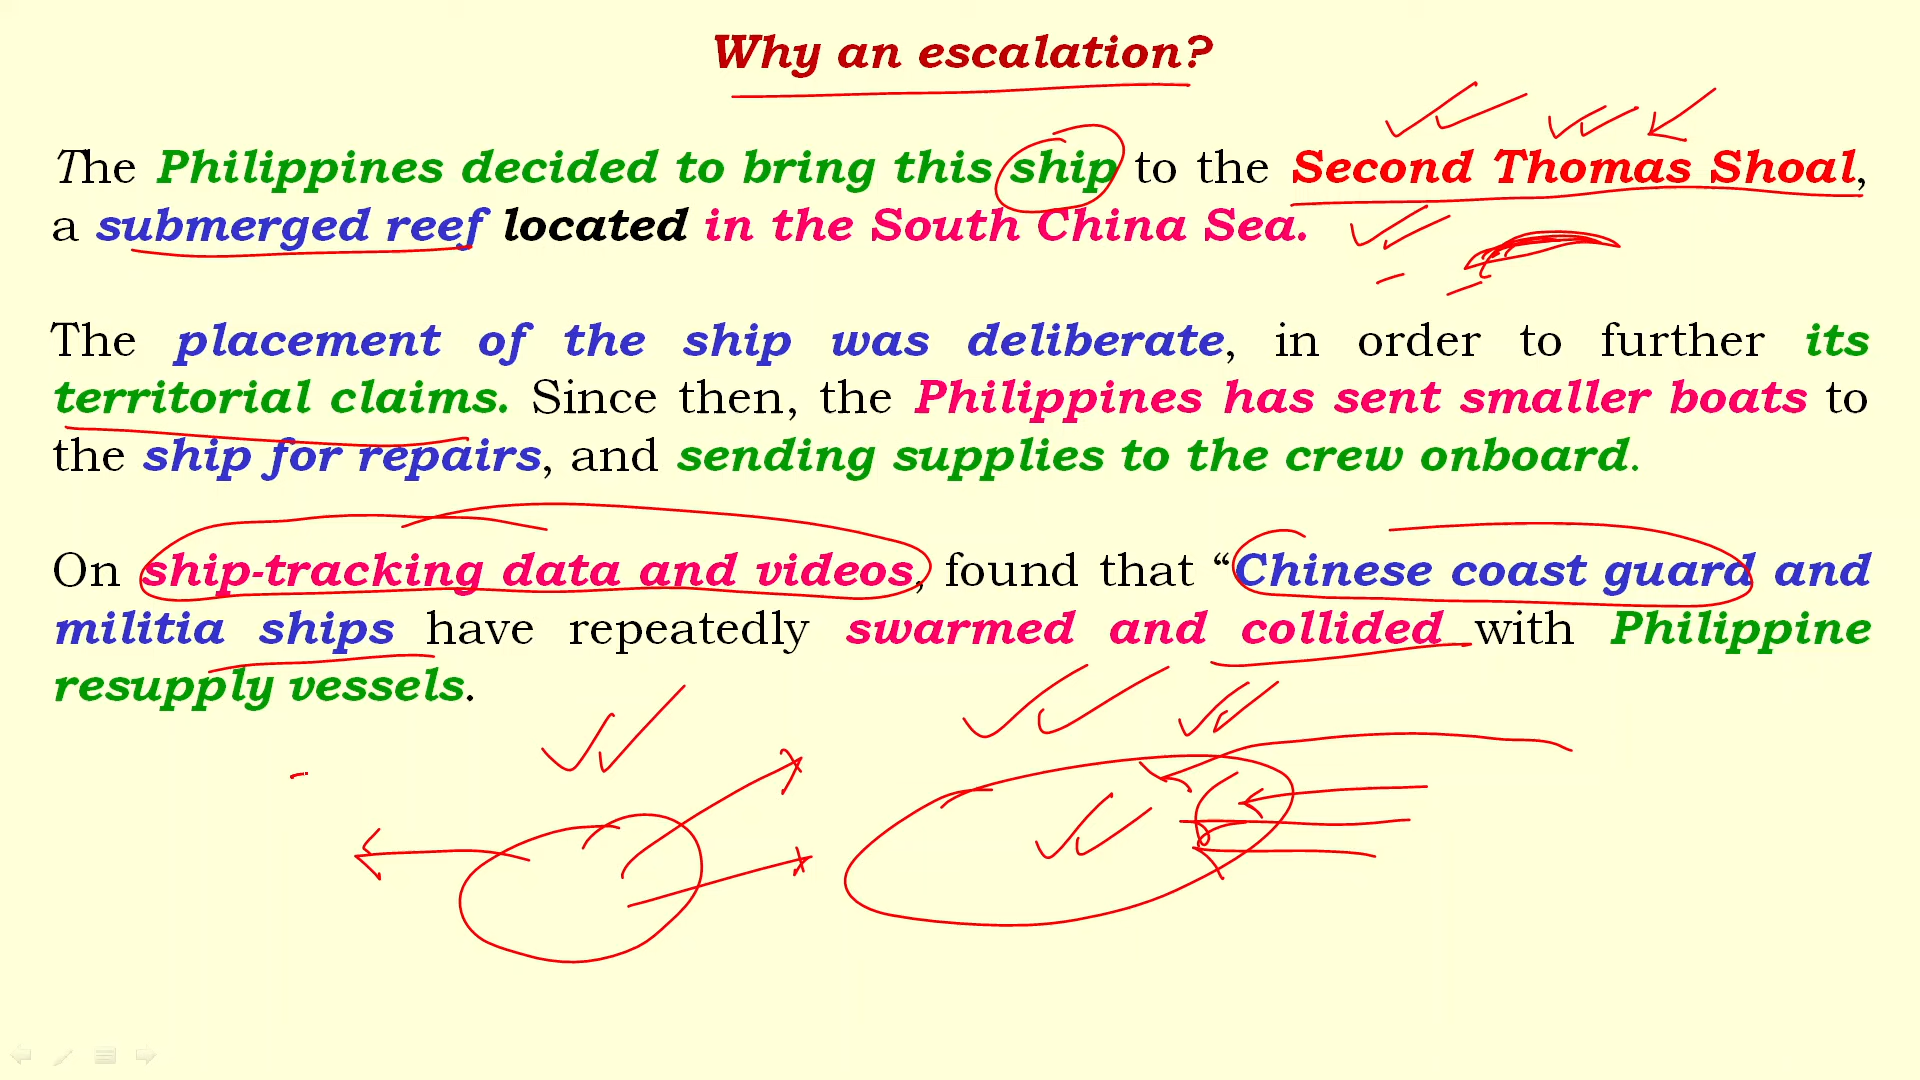 Why an escalation?
The Philippines decided to bring this ship to the Second Thomas Shoal,
a submerged reef located in the South China Sea.
The placement of the ship was deliberate, in order to further its
territorial claims. Since then, the Philippines has sent smaller boats to
the ship for repairs, and sending supplies to the crew onboard.
On ship-tracking data and videos, found that “Chinese coast guard and
militia ships have repeatedly swarmed and collided with Philippine
resupply vessels.